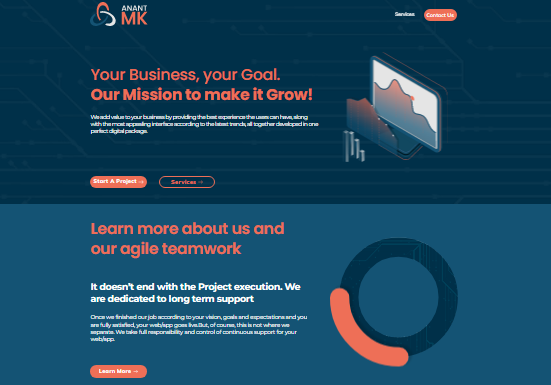 ANANT
MK
Services
Contact Us
Your Business, your Goal.
Our Mission to make it Grow!
We add value to your business by providing the best experience the users can have, along
with the most appealing interface according to the latest trends, all together developed in one
perfect digital package.
Start A Project →
Services →
Learn more about us and
our agile teamwork
It doesn't end with the Project execution. We
are dedicated to long term support
Once we finished our job according to your vision, goals and expectations and you
are fully satisfied, your web/app goes live.But, of course, this is not where we
separate. We take full responsibility and control of continuous support for your
web/app.
Learn More →